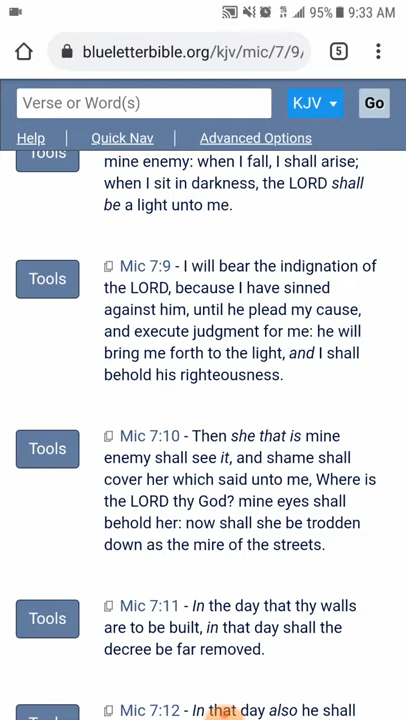 95% 9:33 AM
blueletterbible.org/kjv/mic/7/9/
5
Verse or Word(s) KJV Go
Help | Quick Nav | Advanced Options
Tools
mine enemy: when I fall, I shall arise;
when I sit in darkness, the LORD shall
be a light unto me.
Tools
Mic 7:9 - I will bear the indignation of
the LORD, because I have sinned
against him, until he plead my cause,
and execute judgment for me: he will
bring me forth to the light, and I shall
behold his righteousness.
Tools
Mic 7:10 - Then she that is mine
enemy shall see it, and shame shall
cover her which said unto me, Where is
the LORD thy God? mine eyes shall
behold her: now shall she be trodden
down as the mire of the streets.
Tools
Mic 7:11 - In the day that thy walls
are to be built, in that day shall the
decree be far removed.
Mic 7:12 - In that day also he shall